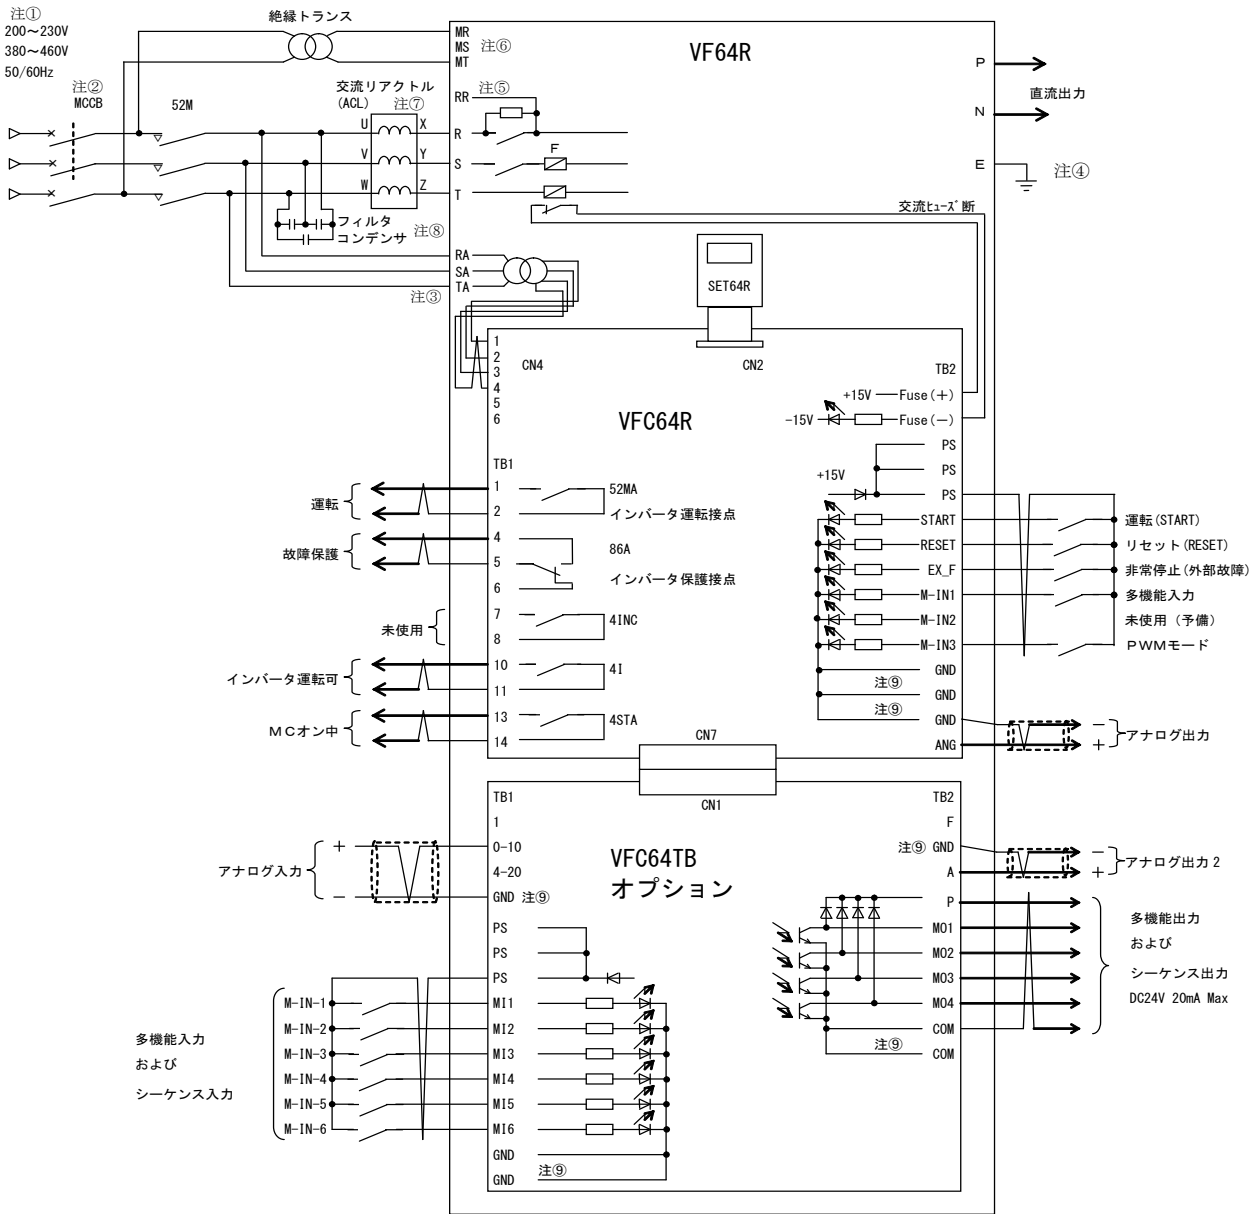 注①
200～230V
380～460V
50/60Hz
絶縁トランス
MR
MS 注⑥
MT
VF64R
P
N
直流出力
E
注④
注②
MCCB
52M
交流リアクトル
(ACL) 注⑦
U X
V Y
W Z
RR 注⑤
R
S
F
T
交流ﾋｭｰｽﾞ断
フィルタ
コンデンサ
注⑧
RA
SA
TA
注③
SET64R
1
2
3
4
5
6
CN4
CN2
VFC64R
TB2
+15V Fuse(+)
-15V Fuse(-)
PS
PS
+15V
PS
START
RESET
EX_F
M-IN1
M-IN2
M-IN3
GND
注⑨
GND
注⑨
GND
ANG
運転(START)
リセット(RESET)
非常停止(外部故障)
多機能入力
未使用（予備）
ＰＷＭモード
－
＋
アナログ出力
TB1
運転
1
2
52MA
インバータ運転接点
故障保護
4
5
6
86A
インバータ保護接点
未使用
7
8
4INC
インバータ運転可
10
11
4I
ＭＣオン中
13
14
4STA
CN7
CN1
TB1
1
0-10
4-20
GND 注⑨
アナログ入力
＋
－
VFC64TB
オプション
PS
PS
PS
MI1
MI2
MI3
MI4
MI5
MI6
GND
注⑨
GND
多機能入力
および
シーケンス入力
M-IN-1
M-IN-2
M-IN-3
M-IN-4
M-IN-5
M-IN-6
TB2
F
注⑨ GND
A
P
MO1
MO2
MO3
MO4
COM
注⑨
COM
－
＋
アナログ出力 2
多機能出力
および
シーケンス出力
DC24V 20mA Max